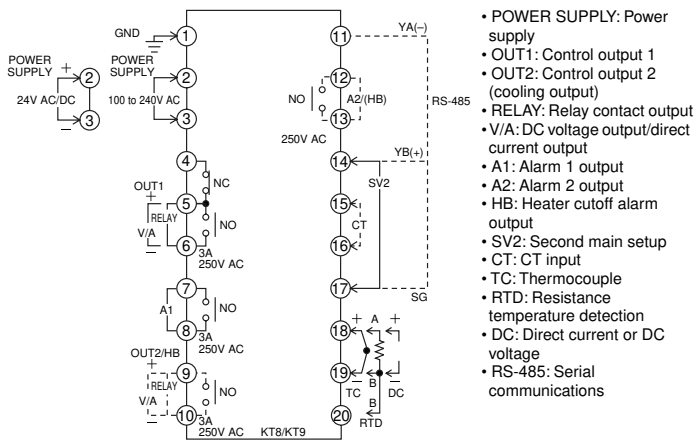 GND
1
POWER
SUPPLY
+
2
24V AC/DC
−
3
POWER
SUPPLY
2
100 to 240V AC
3
4
NC
OUT1
+
5
RELAY
NO
V/A
−
6
3A
250V AC
7
A1
NO
8
3A
250V AC
OUT2/HB
+
9
RELAY
NO
V/A
−
10
3A
250V AC
KT8/KT9
11
YA(−)
12
NO
A2/(HB)
RS-485
13
250V AC
YB(+)
14
SV2
15
CT
16
17
SG
18
+
A
+
19
−
B
−
TC
B
DC
20
RTD
• POWER SUPPLY: Power
supply
• OUT1: Control output 1
• OUT2: Control output 2
(cooling output)
• RELAY: Relay contact output
• V/A: DC voltage output/direct
current output
• A1: Alarm 1 output
• A2: Alarm 2 output
• HB: Heater cutoff alarm
output
• SV2: Second main setup
• CT: CT input
• TC: Thermocouple
• RTD: Resistance
temperature detection
• DC: Direct current or DC
voltage
• RS-485: Serial
communications